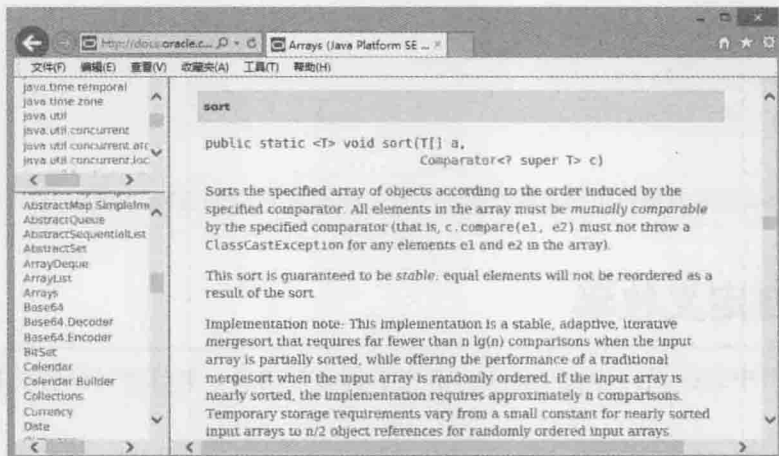 http://docs.oracle.c...
Arrays (Java Platform SE ... ×
文件(F) 编辑(E) 查看(V) 收藏夹(A) 工具(T) 帮助(H)
java.time.temporal
java.time.zone
java.util
java.util.concurrent
java.util.concurrent.atc
java.util.concurrent.loc
AbstractMap.SimpleImm
AbstractQueue
AbstractSequentialList
AbstractSet
ArrayDeque
ArrayList
Arrays
Base64
Base64.Decoder
Base64.Encoder
BitSet
Calendar
Calendar.Builder
Collections
Currency
Date
sort
public static <T> void sort(T[] a,
Comparator<? super T> c)
Sorts the specified array of objects according to the order induced by the
specified comparator. All elements in the array must be mutually comparable
by the specified comparator (that is, c.compare(e1, e2) must not throw a
ClassCastException for any elements e1 and e2 in the array).
This sort is guaranteed to be stable: equal elements will not be reordered as a
result of the sort.
Implementation note: This implementation is a stable, adaptive, iterative
mergesort that requires far fewer than n lg(n) comparisons when the input
array is partially sorted, while offering the performance of a traditional
mergesort when the input array is randomly ordered. If the input array is
nearly sorted, the implementation requires approximately n comparisons.
Temporary storage requirements vary from a small constant for nearly sorted
input arrays to n/2 object references for randomly ordered input arrays.